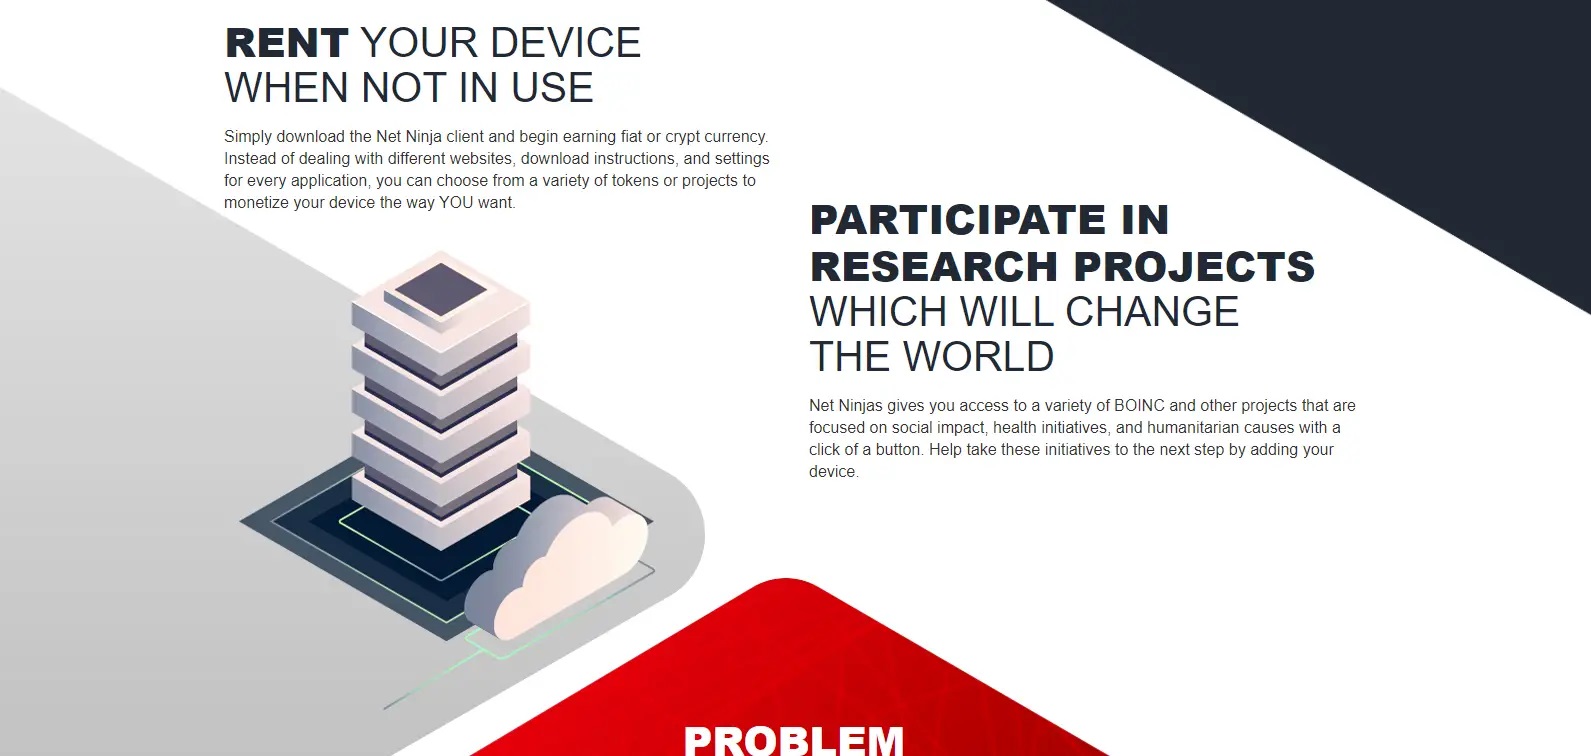 RENT YOUR DEVICE
WHEN NOT IN USE
Simply download the Net Ninja client and begin earning fiat or crypt currency.
Instead of dealing with different websites, download instructions, and settings
for every application, you can choose from a variety of tokens or projects to
monetize your device the way YOU want.
PARTICIPATE IN
RESEARCH PROJECTS
WHICH WILL CHANGE
THE WORLD
Net Ninjas gives you access to a variety of BOINC and other projects that are
focused on social impact, health initiatives, and humanitarian causes with a
click of a button. Help take these initiatives to the next step by adding your
device.
PROBLEM